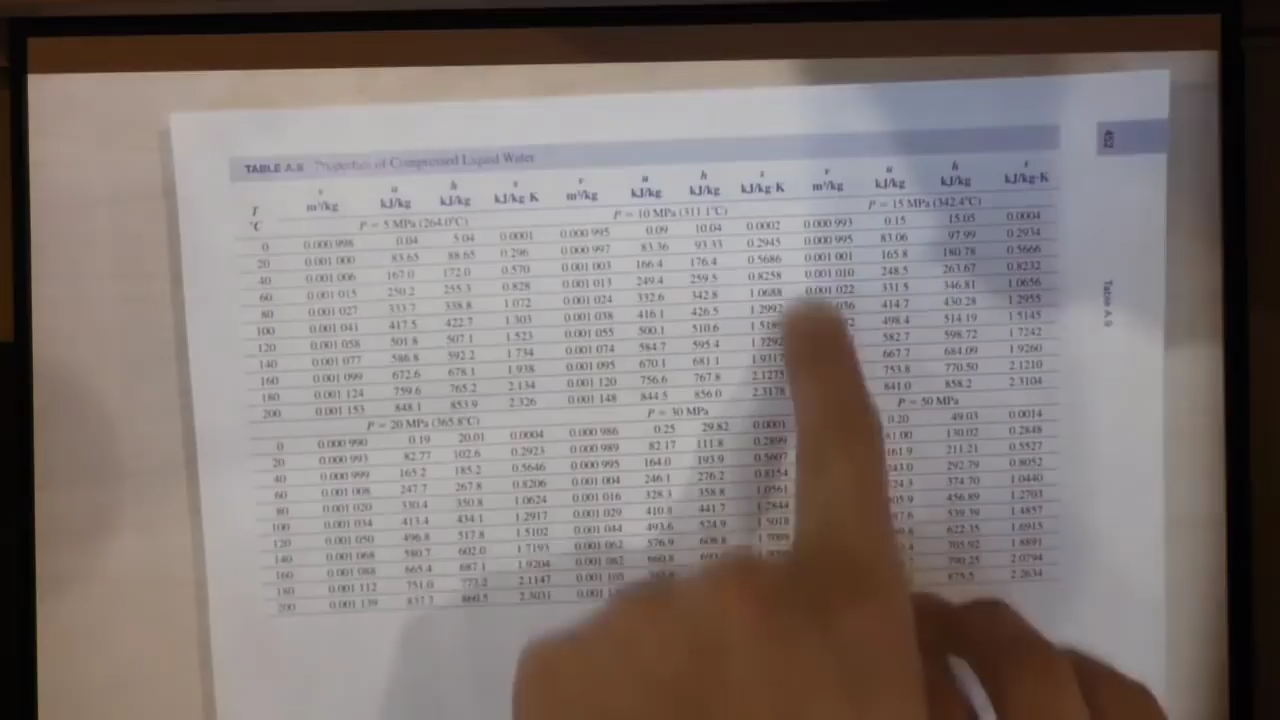 452
TABLE A.9 Properties of Compressed Liquid Water
v u h s v u h s v u h s
T m³/kg kJ/kg kJ/kg kJ/kg·K m³/kg kJ/kg kJ/kg kJ/kg·K m³/kg kJ/kg kJ/kg kJ/kg·K
°C P = 5 MPa (264.0°C) P = 10 MPa (311.1°C) P = 15 MPa (342.4°C)
0 0.000 998 0.04 5.04 0.0001 0.000 995 0.09 10.04 0.0002 0.000 993 0.15 15.05 0.0004
20 0.001 000 83.65 88.65 0.296 0.000 997 83.36 93.33 0.2945 0.000 995 83.06 97.99 0.2934
40 0.001 006 167.0 172.0 0.570 0.001 003 166.4 176.4 0.5686 0.001 001 165.8 180.78 0.5666
60 0.001 015 250.2 255.3 0.828 0.001 013 249.4 259.5 0.8258 0.001 010 248.5 263.67 0.8232
80 0.001 027 333.7 338.8 1.072 0.001 024 332.6 342.8 1.0688 0.001 022 331.5 346.81 1.0656
100 0.001 041 417.5 422.7 1.303 0.001 038 416.1 426.5 1.2992 414.7 430.28 1.2955
120 0.001 058 501.8 507.1 1.523 0.001 055 500.1 510.6 498.4 514.19 1.5145
140 0.001 077 586.8 592.2 1.734 0.001 074 584.7 595.4 1.7292 582.7 598.72 1.7242
160 0.001 099 672.6 678.1 1.938 0.001 095 670.1 681.1 1.9317 667.7 684.09 1.9260
180 0.001 124 759.6 765.2 2.134 0.001 120 756.6 767.8 2.1275 753.8 770.50 2.1210
200 0.001 153 848.1 853.9 2.326 0.001 148 844.5 856.0 2.3178 841.0 858.2 2.3104
P = 20 MPa (365.8°C) P = 30 MPa P = 50 MPa
0 0.000 990 0.19 20.01 0.0004 0.000 986 0.25 29.82 0.0001 0.20 49.03 0.0014
20 0.000 993 82.77 102.6 0.2923 0.000 989 82.17 111.8 0.2899 81.00 130.02 0.2848
40 0.000 999 165.2 185.2 0.5646 0.000 995 164.0 193.9 0.5607 161.9 211.21 0.5527
60 0.001 008 247.7 267.8 0.8206 0.001 004 246.1 276.2 0.8154 243.0 292.79 0.8052
80 0.001 020 330.4 350.8 1.0624 0.001 016 328.3 358.8 1.0561 374.70 1.0440
100 0.001 034 413.4 434.1 1.2917 0.001 029 410.8 441.7 1.2844 456.89 1.2703
120 0.001 050 496.8 517.8 1.5102 0.001 044 493.6 524.9 1.5018 539.39 1.4857
140 0.001 068 580.7 602.0 1.7193 0.001 062 576.9 608.8 622.35 1.6915
160 0.001 088 665.4 687.1 1.9204 0.001 082 705.92 1.8891
180 0.001 112 751.0 773.2 2.1147 0.001 105 790.25 2.0794
200 0.001 139 837.7 860.5 2.3031 875.5 2.2634
Table A.9